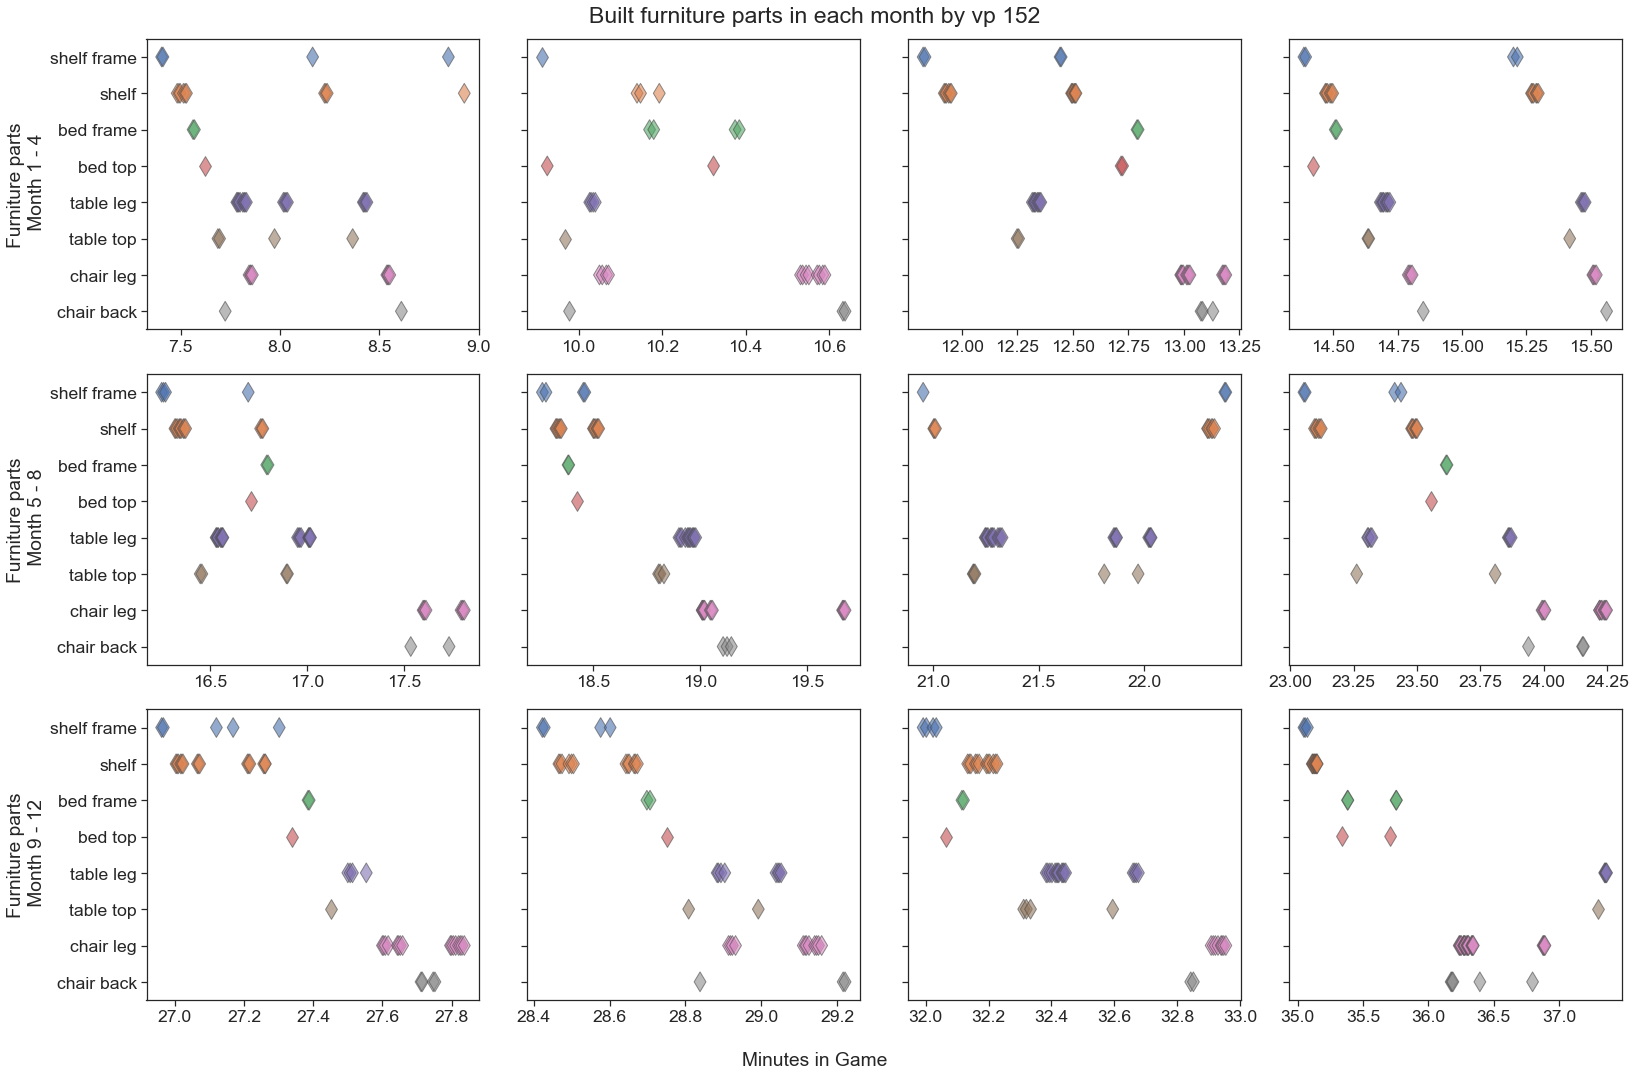 Built furniture parts in each month by vp 152
Furniture parts
Month 1 - 4
shelf frame
shelf
bed frame
bed top
table leg
table top
chair leg
chair back
7.5 8.0 8.5 9.0
10.0 10.2 10.4 10.6
12.00 12.25 12.50 12.75 13.00 13.25
14.50 14.75 15.00 15.25 15.50
Furniture parts
Month 5 - 8
shelf frame
shelf
bed frame
bed top
table leg
table top
chair leg
chair back
16.5 17.0 17.5
18.5 19.0 19.5
21.0 21.5 22.0
23.00 23.25 23.50 23.75 24.00 24.25
Furniture parts
Month 9 - 12
shelf frame
shelf
bed frame
bed top
table leg
table top
chair leg
chair back
27.0 27.2 27.4 27.6 27.8
28.4 28.6 28.8 29.0 29.2
32.0 32.2 32.4 32.6 32.8 33.0
35.0 35.5 36.0 36.5 37.0
Minutes in Game